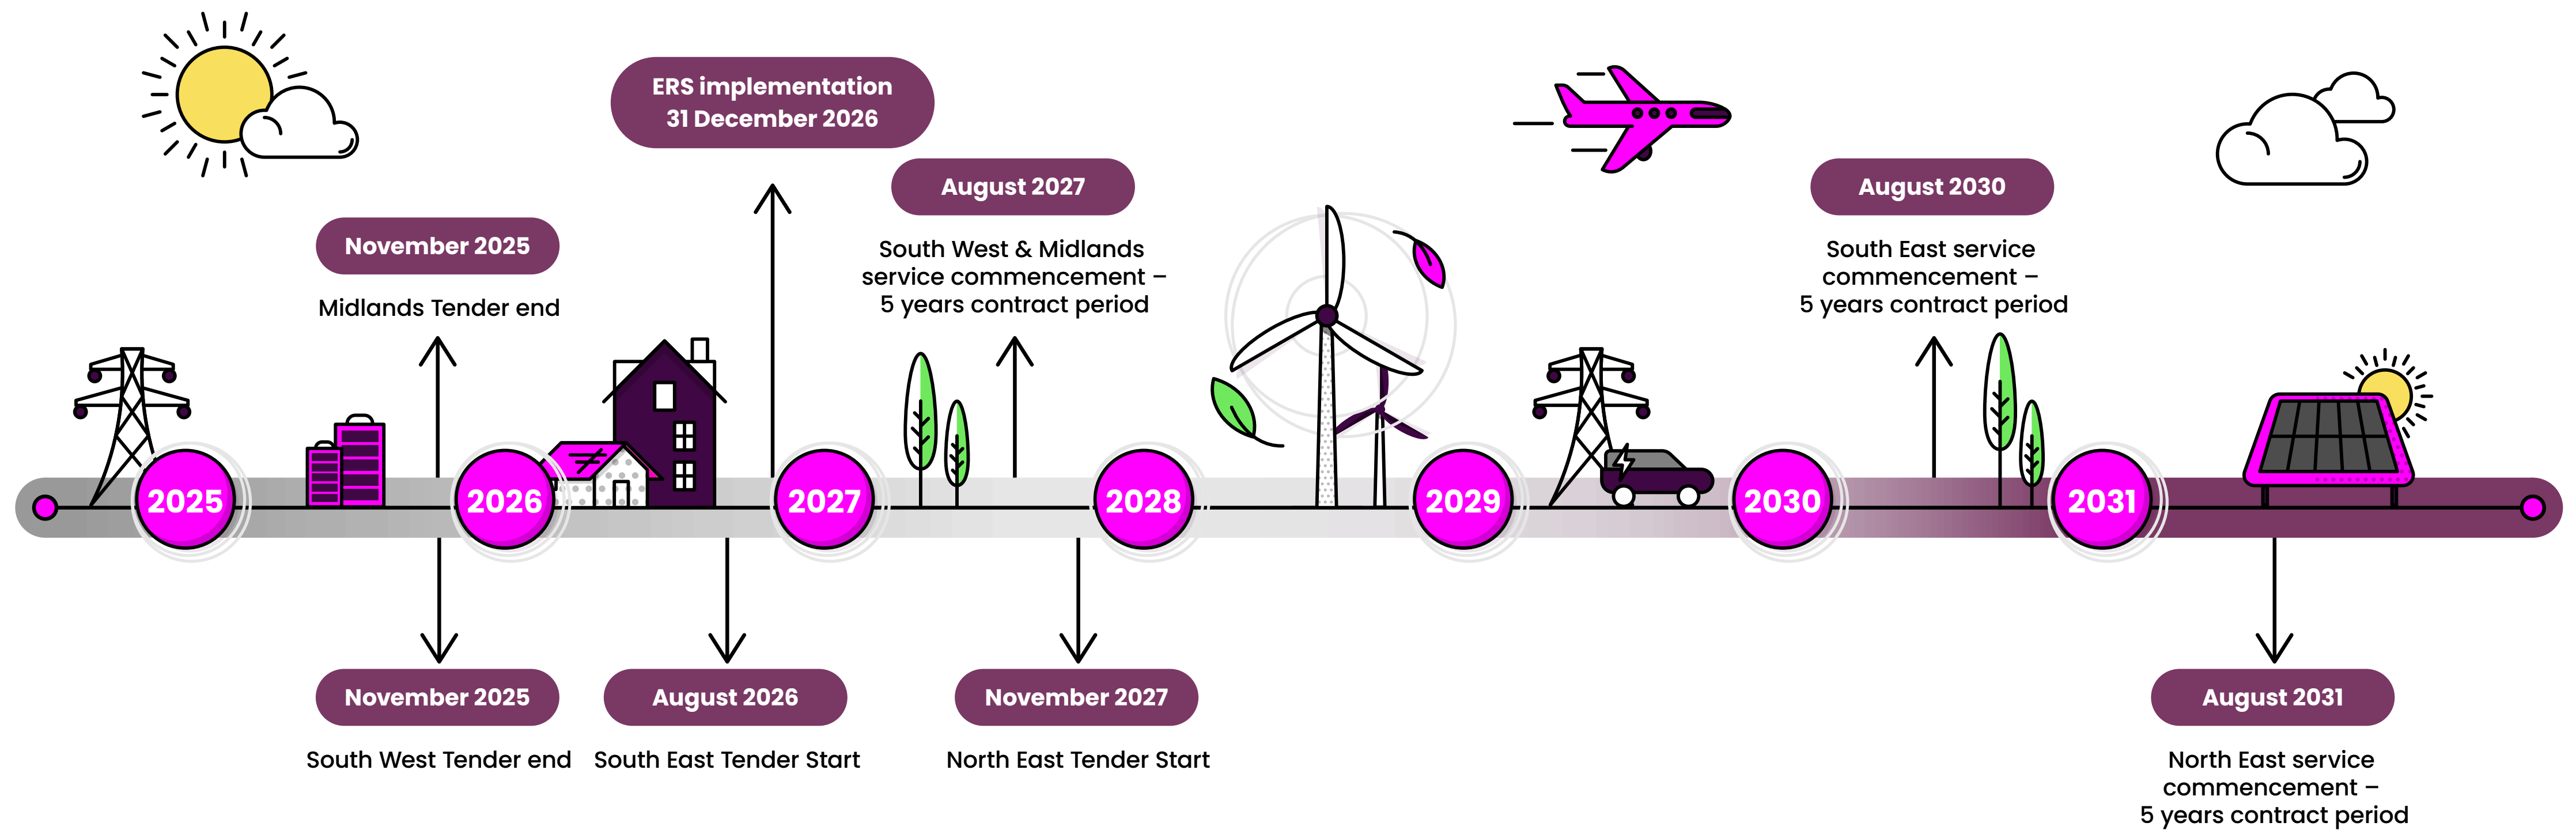 ERS implementation
31 December 2026
August 2027
South West & Midlands
service commencement –
5 years contract period
August 2030
South East service
commencement –
5 years contract period
November 2025
Midlands Tender end
2025
2026
2027
2028
2029
2030
2031
November 2025
South West Tender end
August 2026
South East Tender Start
November 2027
North East Tender Start
August 2031
North East service
commencement –
5 years contract period